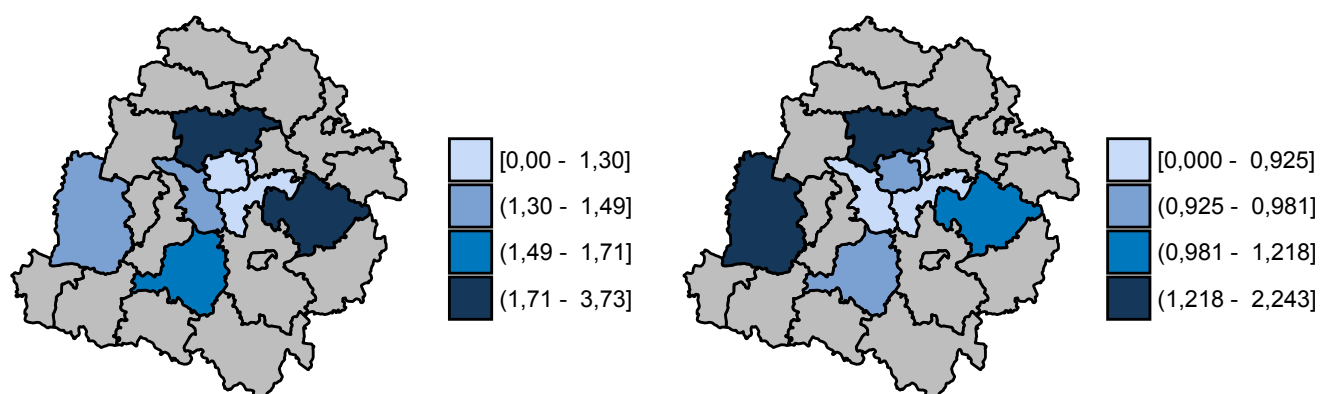 [0,00 - 1,30]
(1,30 - 1,49]
(1,49 - 1,71]
(1,71 - 3,73]
[0,000 - 0,925]
(0,925 - 0,981]
(0,981 - 1,218]
(1,218 - 2,243]